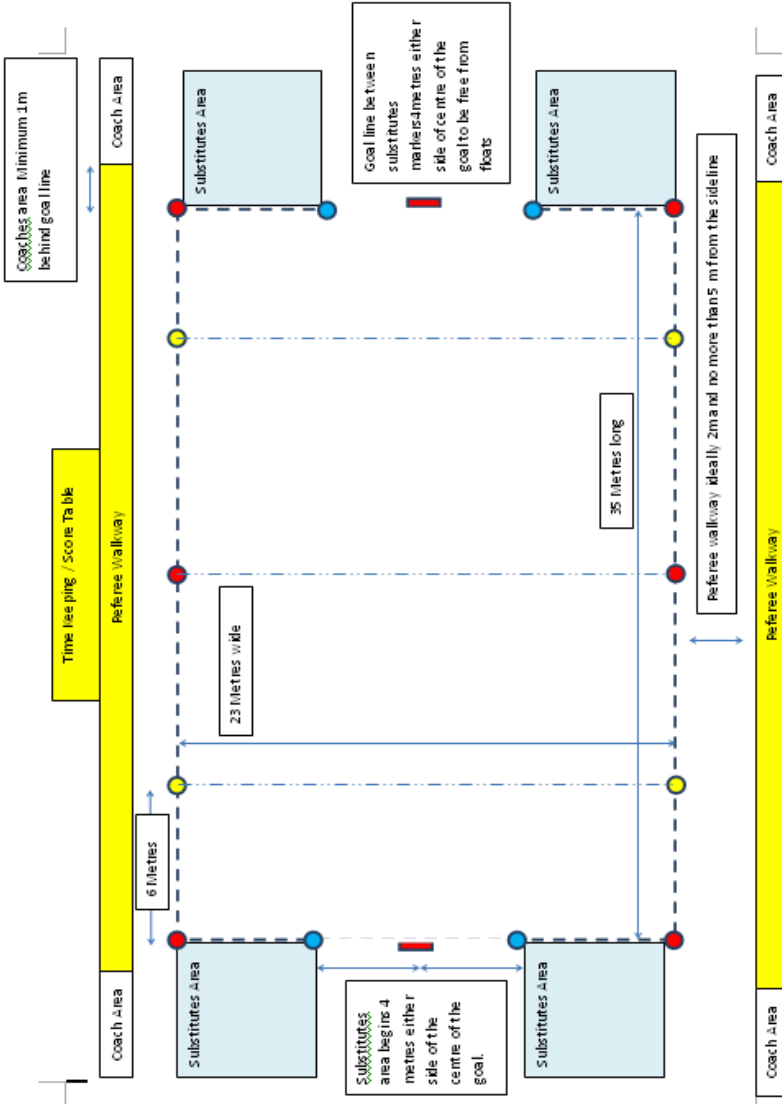 Coaches area Minimum 1m
behind goal line
Time Keeping / Score Table
Coach Area
Referee Walkway
Coach Area
6 Metres
Substitutes Area
Substitutes Area
23 Metres wide
Substitutes
area begins 4
metres either
side of the
centre of the
goal.
Goal line between
substitutes
markers4metres either
side of centre of the
goal to be free from
floats
Substitutes Area
Substitutes Area
35 Metres long
Referee walkway ideally 2m and no more than 5 m from the sideline
Coach Area
Referee Walkway
Coach Area